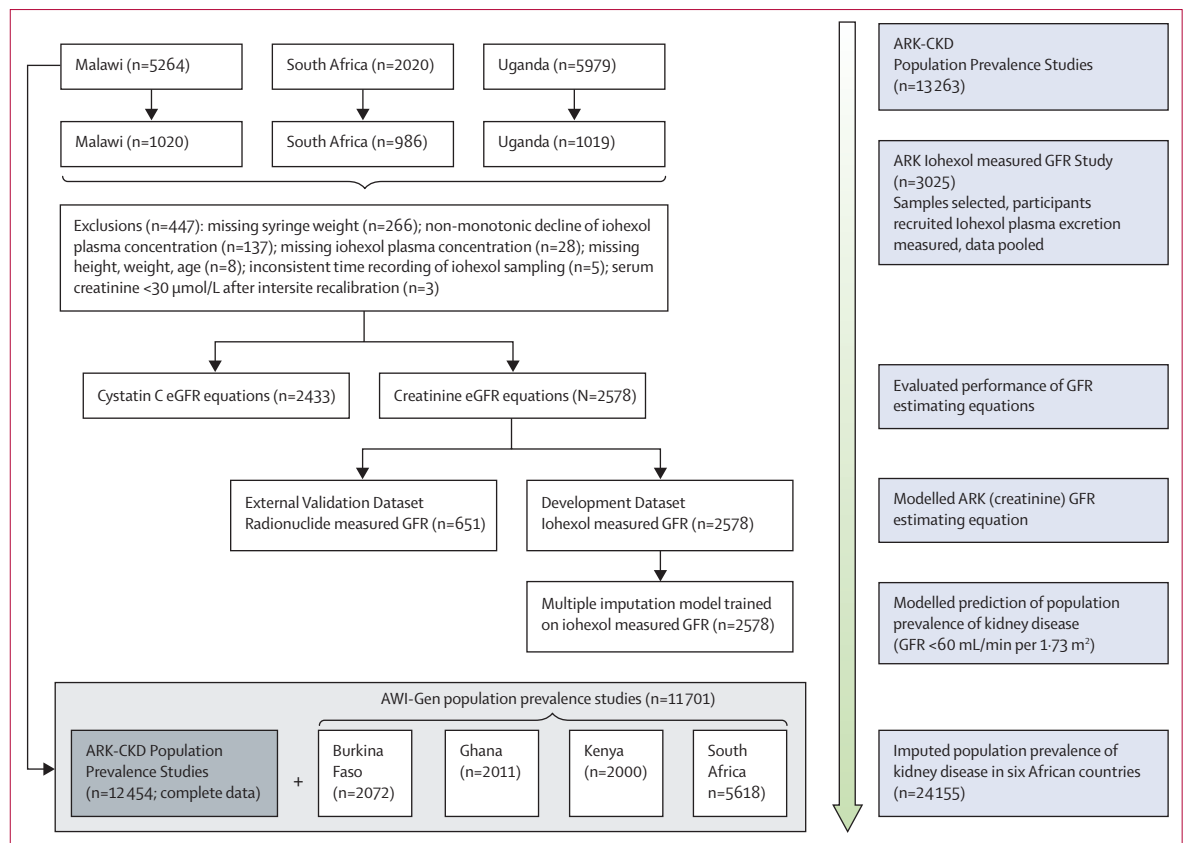 Malawi (n=5264)
South Africa (n=2020)
Uganda (n=5979)
ARK-CKD
Population Prevalence Studies
(n=13 263)
Malawi (n=1020)
South Africa (n=986)
Uganda (n=1019)
ARK Iohexol measured GFR Study
(n=3025)
Samples selected, participants
recruited Iohexol plasma excretion
measured, data pooled
Exclusions (n=447): missing syringe weight (n=266); non-monotonic decline of iohexol
plasma concentration (n=137); missing iohexol plasma concentration (n=28); missing
height, weight, age (n=8); inconsistent time recording of iohexol sampling (n=5); serum
creatinine <30 µmol/L after intersite recalibration (n=3)
Cystatin C eGFR equations (n=2433)
Creatinine eGFR equations (N=2578)
Evaluated performance of GFR
estimating equations
External Validation Dataset
Radionuclide measured GFR (n=651)
Development Dataset
Iohexol measured GFR (n=2578)
Modelled ARK (creatinine) GFR
estimating equation
Multiple imputation model trained
on iohexol measured GFR (n=2578)
Modelled prediction of population
prevalence of kidney disease
(GFR <60 mL/min per 1·73 m²)
AWI-Gen population prevalence studies (n=11 701)
ARK-CKD Population
Prevalence Studies
(n=12 454; complete data)
+
Burkina
Faso
(n=2072)
Ghana
(n=2011)
Kenya
(n=2000)
South
Africa
n=5618)
Imputed population prevalence of
kidney disease in six African countries
(n=24 155)